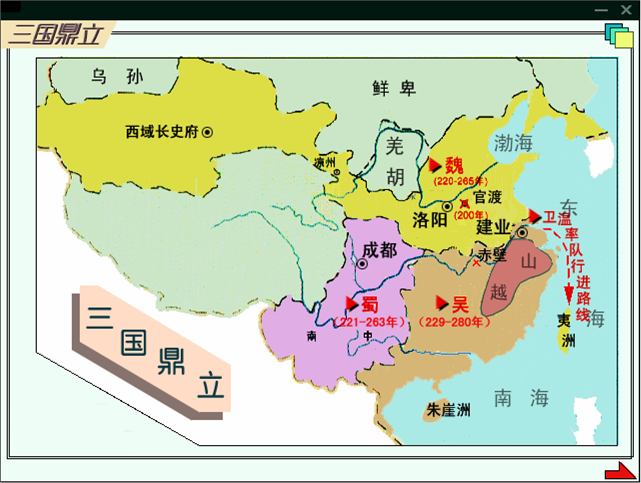 三国鼎立
乌孙
鲜卑
西域长史府
凉州
羌
胡
渤海
魏
(220-265年)
官渡
(200年)
洛阳
东
海
卫温率队行进路线
建业
赤壁
山
越
成都
蜀
(221-263年)
吴
(229-280年)
南中
夷洲
朱崖洲
南海
三国鼎立